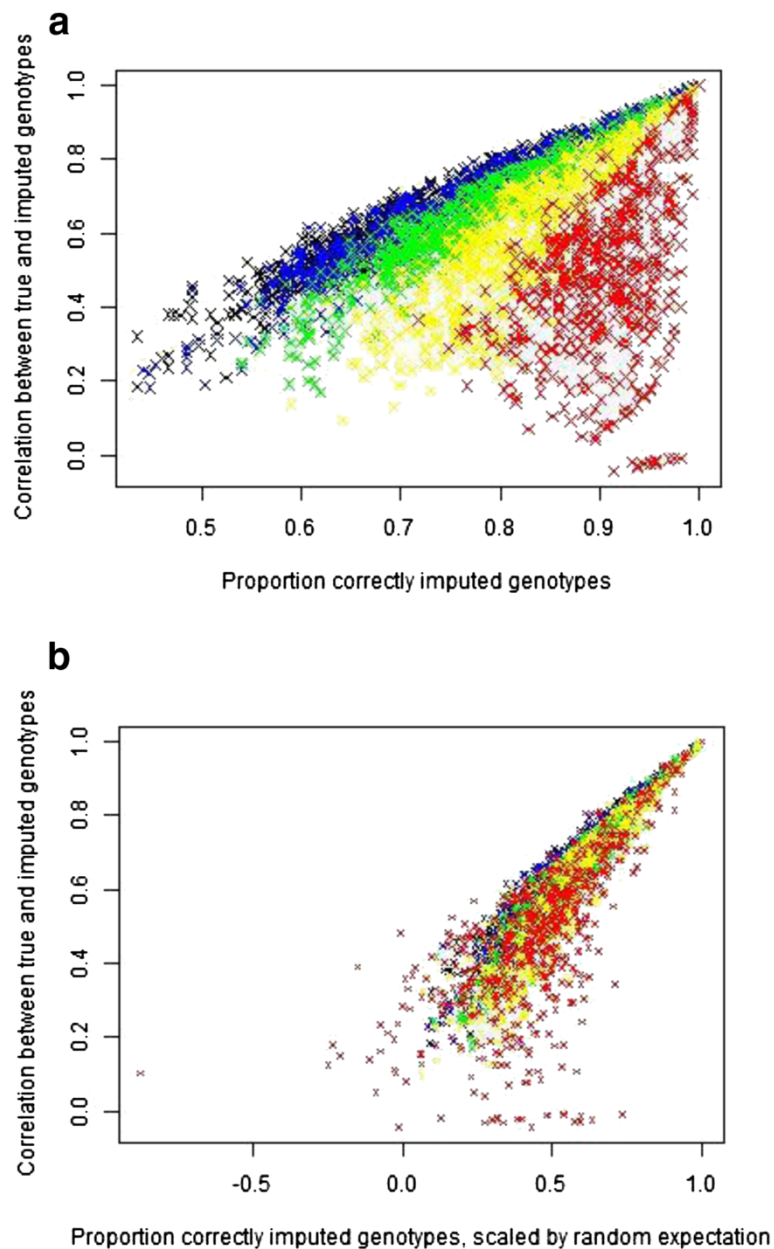 a
Correlation between true and imputed genotypes
1.0
0.8
0.6
0.4
0.2
0.0
0.5 0.6 0.7 0.8 0.9 1.0
Proportion correctly imputed genotypes
b
Correlation between true and imputed genotypes
1.0
0.8
0.6
0.4
0.2
0.0
-0.5 0.0 0.5 1.0
Proportion correctly imputed genotypes, scaled by random expectation